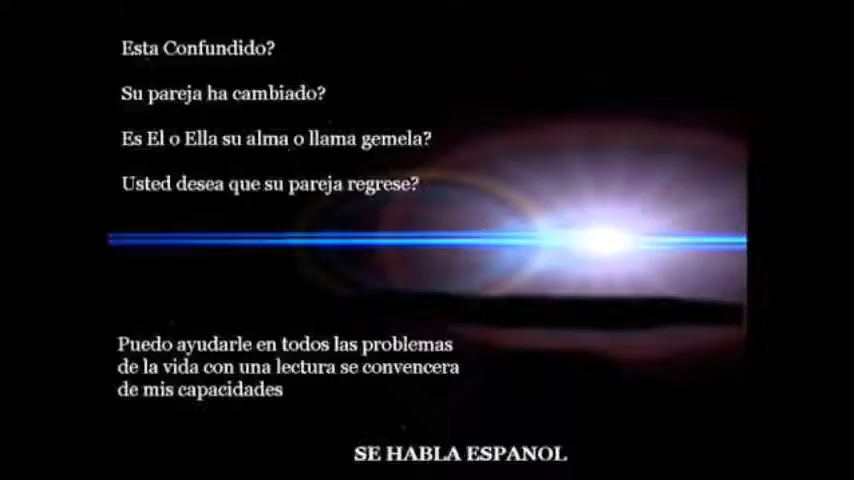 Esta Confundido?
Su pareja ha cambiado?
Es El o Ella su alma o llama gemela?
Usted desea que su pareja regrese?
Puedo ayudarle en todos las problemas
de la vida con una lectura se convencera
de mis capacidades
SE HABLA ESPANOL